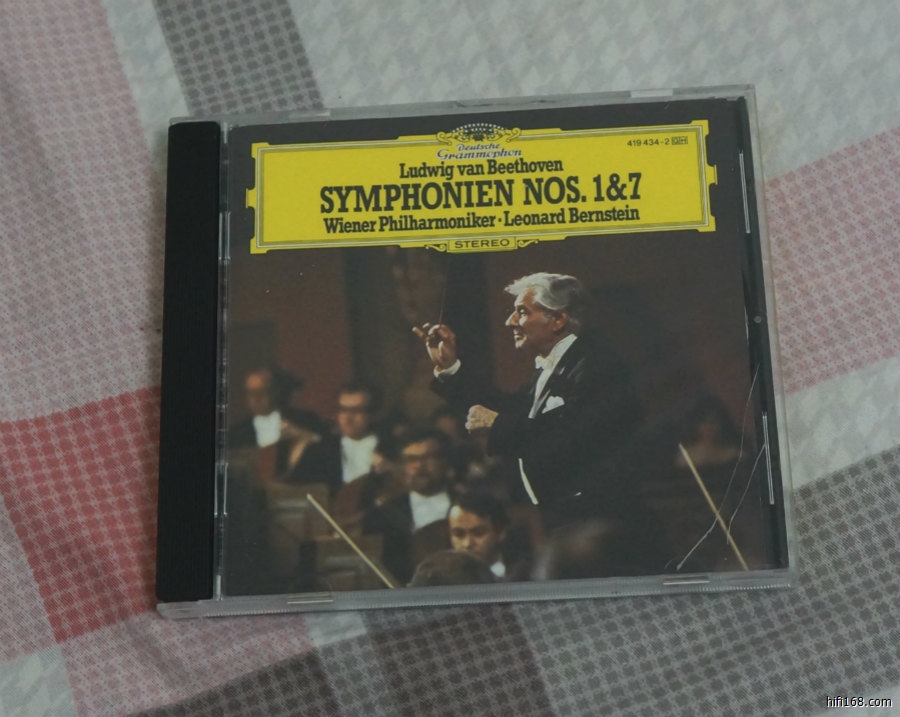 Deutsche
Grammophon
419 434-2
Ludwig van Beethoven
SYMPHONIEN NOS. 1&7
Wiener Philharmoniker · Leonard Bernstein
STEREO
hifi168.com